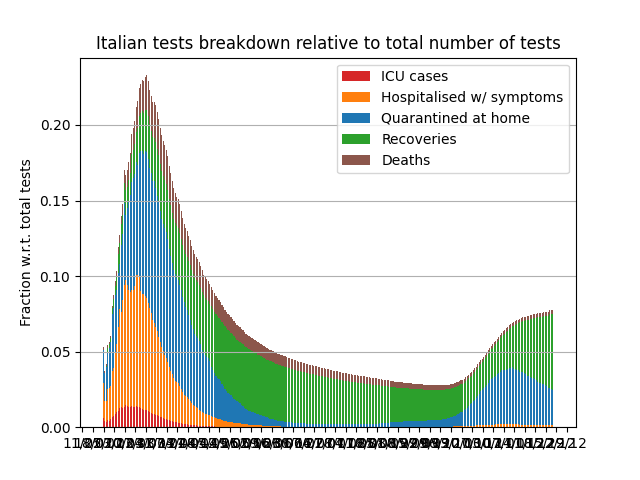 Italian tests breakdown relative to total number of tests
ICU cases
Hospitalised w/ symptoms
Quarantined at home
Recoveries
Deaths
Fraction w.r.t. total tests
0.20
0.15
0.10
0.05
0.00